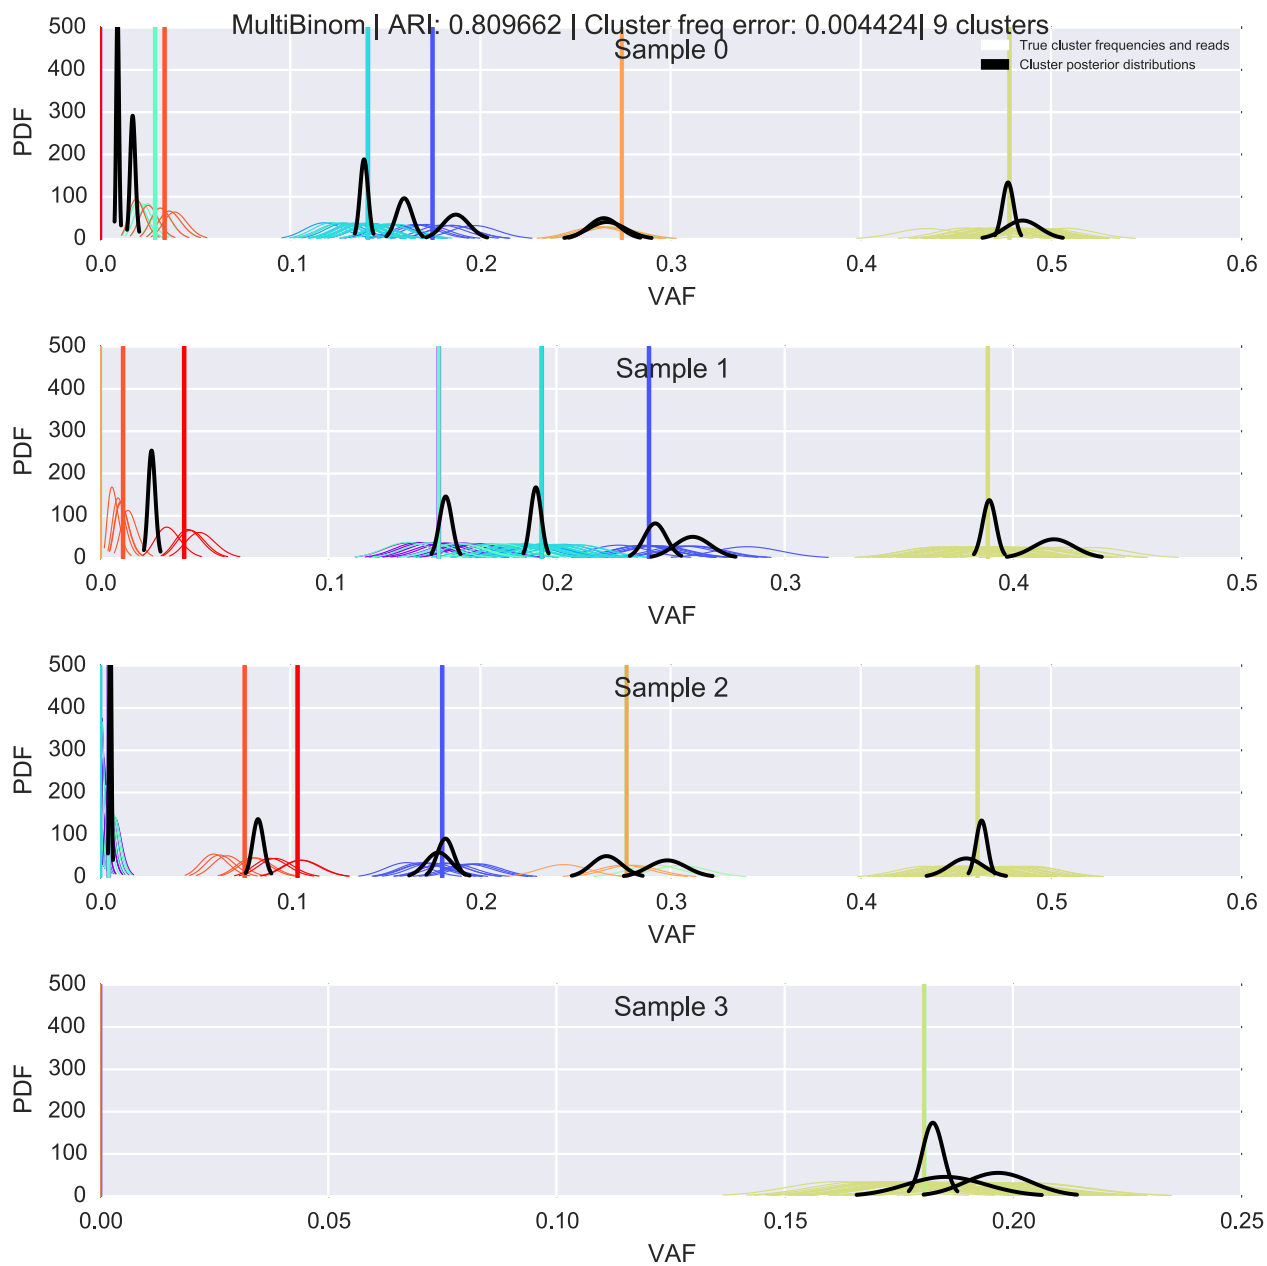 MultiBinom | ARI: 0.809662 | Cluster freq error: 0.004424| 9 clusters
Sample 0
True cluster frequencies and reads
Cluster posterior distributions
PDF
500
400
300
200
100
0
0.0 0.1 0.2 0.3 0.4 0.5 0.6
VAF
Sample 1
PDF
500
400
300
200
100
0
0.0 0.1 0.2 0.3 0.4 0.5
VAF
Sample 2
PDF
500
400
300
200
100
0
0.0 0.1 0.2 0.3 0.4 0.5 0.6
VAF
Sample 3
PDF
500
400
300
200
100
0
0.00 0.05 0.10 0.15 0.20 0.25
VAF